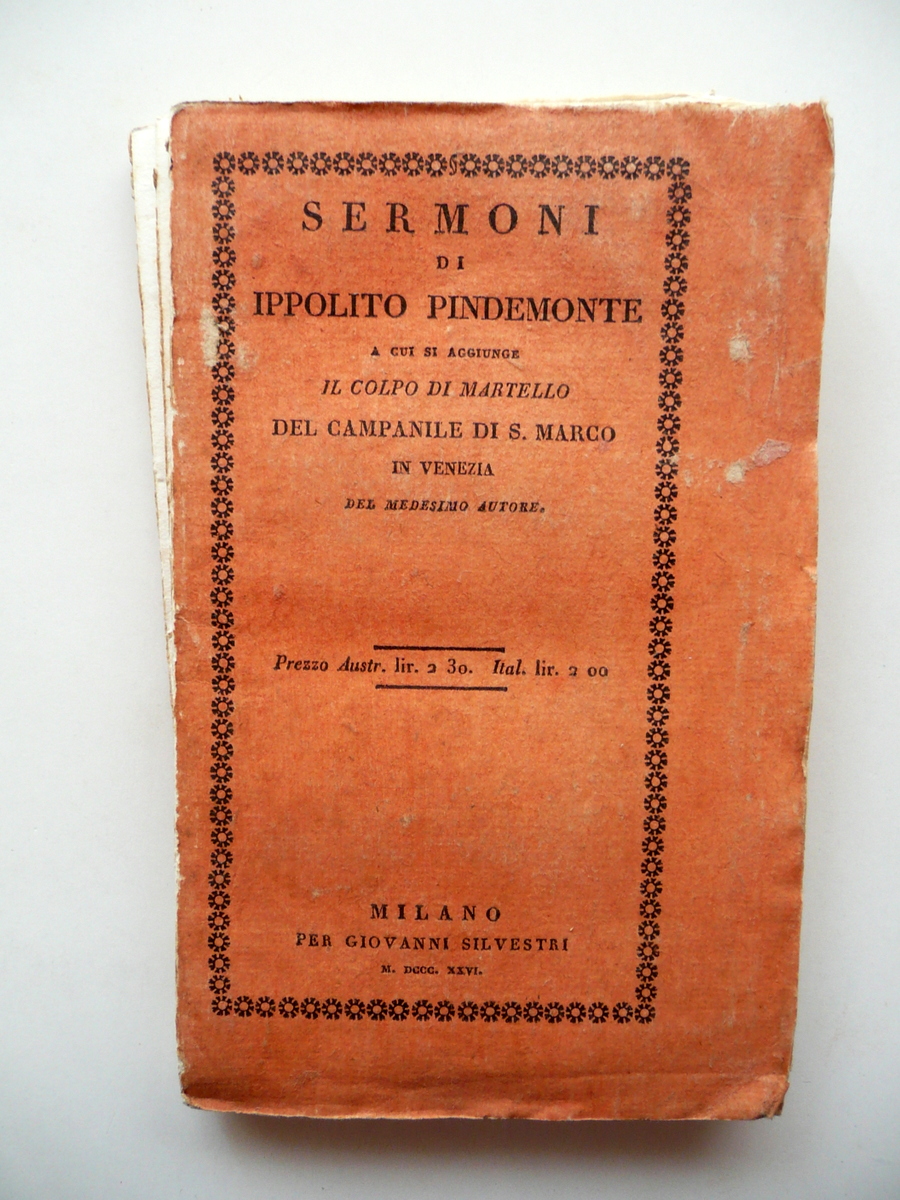 SERMONI
DI
IPPOLITO PINDEMONTE
A CUI SI AGGIUNGE
IL COLPO DI MARTELLO
DEL CAMPANILE DI S. MARCO
IN VENEZIA
DEL MEDESIMO AUTORE.
Prezzo Austr. lir. 2 30. Ital. lir. 2 00
MILANO
PER GIOVANNI SILVESTRI
M. DCCC. XXVI.